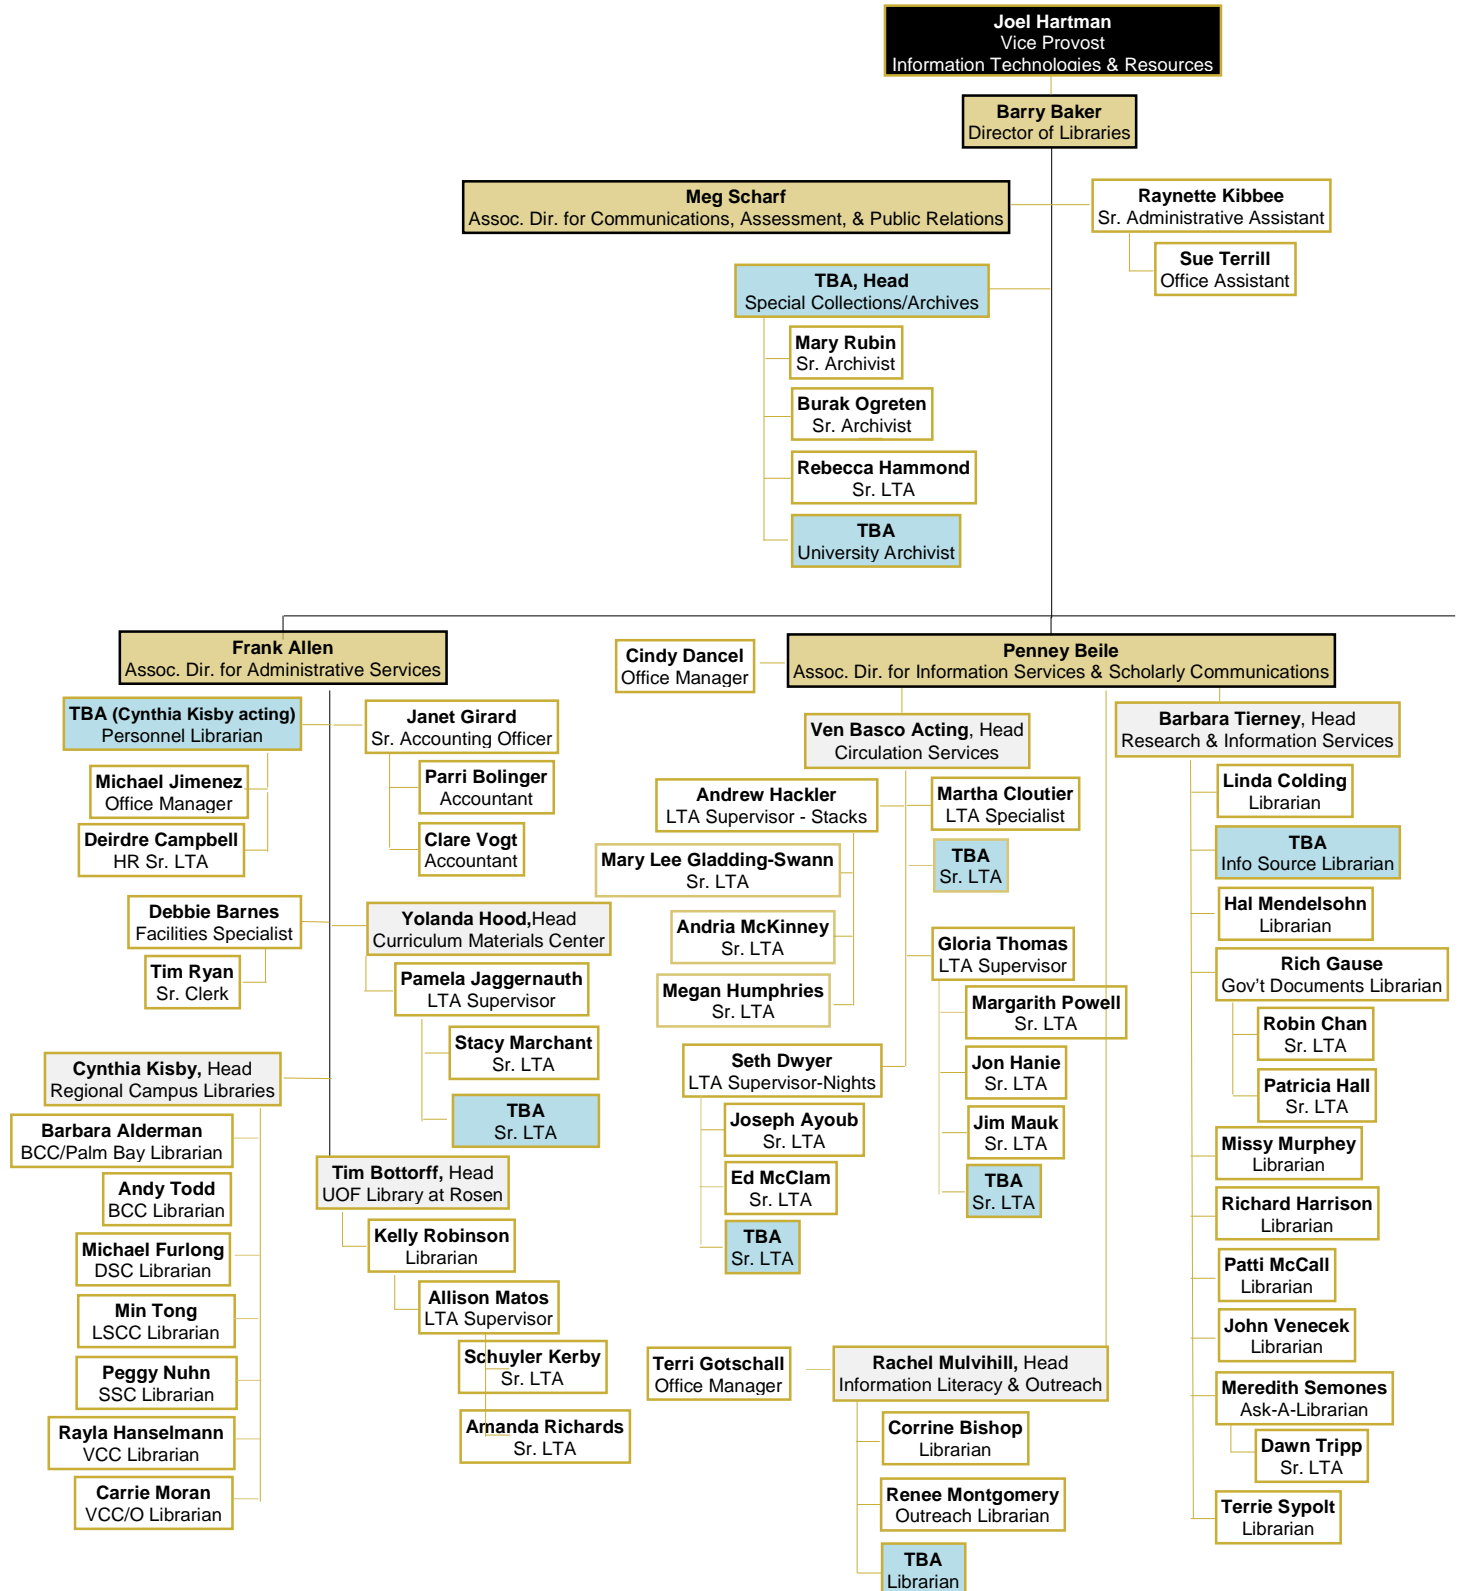 Joel Hartman
Vice Provost
Information Technologies & Resources
Barry Baker
Director of Libraries
Meg Scharf
Assoc. Dir. for Communications, Assessment, & Public Relations
Raynette Kibbee
Sr. Administrative Assistant
Sue Terrill
Office Assistant
TBA, Head
Special Collections/Archives
Mary Rubin
Sr. Archivist
Burak Ogreten
Sr. Archivist
Rebecca Hammond
Sr. LTA
TBA
University Archivist
Frank Allen
Assoc. Dir. for Administrative Services
TBA (Cynthia Kisby acting)
Personnel Librarian
Michael Jimenez
Office Manager
Deirdre Campbell
HR Sr. LTA
Janet Girard
Sr. Accounting Officer
Parri Bolinger
Accountant
Clare Vogt
Accountant
Debbie Barnes
Facilities Specialist
Tim Ryan
Sr. Clerk
Yolanda Hood,Head
Curriculum Materials Center
Pamela Jaggernauth
LTA Supervisor
Stacy Marchant
Sr. LTA
TBA
Sr. LTA
Cynthia Kisby, Head
Regional Campus Libraries
Barbara Alderman
BCC/Palm Bay Librarian
Andy Todd
BCC Librarian
Michael Furlong
DSC Librarian
Min Tong
LSCC Librarian
Peggy Nuhn
SSC Librarian
Rayla Hanselmann
VCC Librarian
Carrie Moran
VCC/O Librarian
Tim Bottorff, Head
UOF Library at Rosen
Kelly Robinson
Librarian
Allison Matos
LTA Supervisor
Schuyler Kerby
Sr. LTA
Amanda Richards
Sr. LTA
Cindy Dancel
Office Manager
Penney Beile
Assoc. Dir. for Information Services & Scholarly Communications
Ven Basco Acting, Head
Circulation Services
Andrew Hackler
LTA Supervisor - Stacks
Mary Lee Gladding-Swann
Sr. LTA
Andria McKinney
Sr. LTA
Megan Humphries
Sr. LTA
Martha Cloutier
LTA Specialist
TBA
Sr. LTA
Gloria Thomas
LTA Supervisor
Margarith Powell
Sr. LTA
Jon Hanie
Sr. LTA
Jim Mauk
Sr. LTA
TBA
Sr. LTA
Seth Dwyer
LTA Supervisor-Nights
Joseph Ayoub
Sr. LTA
Ed McClam
Sr. LTA
TBA
Sr. LTA
Terri Gotschall
Office Manager
Rachel Mulvihill, Head
Information Literacy & Outreach
Corrine Bishop
Librarian
Renee Montgomery
Outreach Librarian
TBA
Librarian
Barbara Tierney, Head
Research & Information Services
Linda Colding
Librarian
TBA
Info Source Librarian
Hal Mendelsohn
Librarian
Rich Gause
Gov't Documents Librarian
Robin Chan
Sr. LTA
Patricia Hall
Sr. LTA
Missy Murphey
Librarian
Richard Harrison
Librarian
Patti McCall
Librarian
John Venecek
Librarian
Meredith Semones
Ask-A-Librarian
Dawn Tripp
Sr. LTA
Terrie Sypolt
Librarian